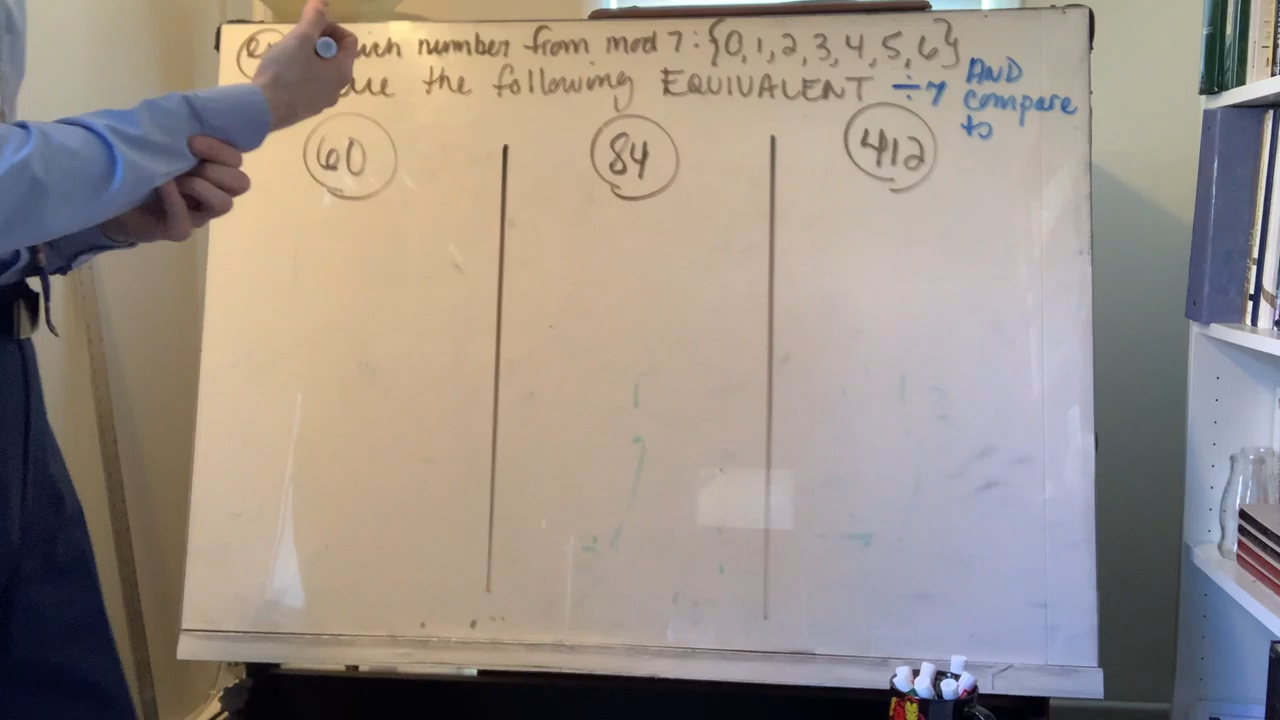 number from mod 7: {0, 1, 2, 3, 4, 5, 6}
the following EQUIVALENT ÷7 AND compare to
60 84 412